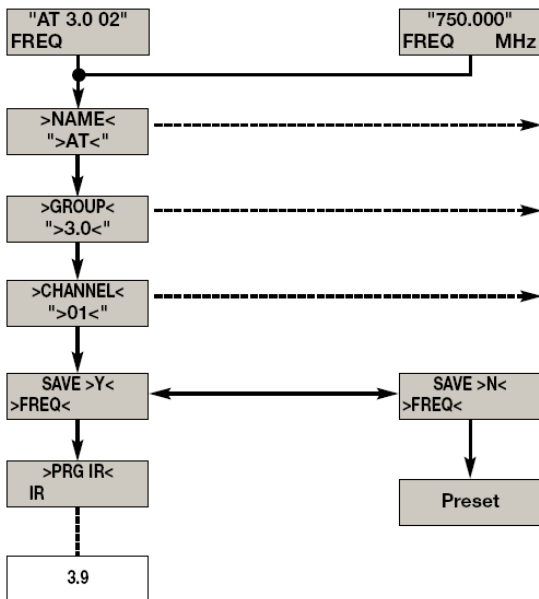 "AT 3.0 02"
FREQ
"750.000"
FREQ MHz
>NAME<
">AT<"
>GROUP<
">3.0<"
>CHANNEL<
">01<"
SAVE >Y<
>FREQ<
SAVE >N<
>FREQ<
>PRG IR<
IR
Preset
3.9